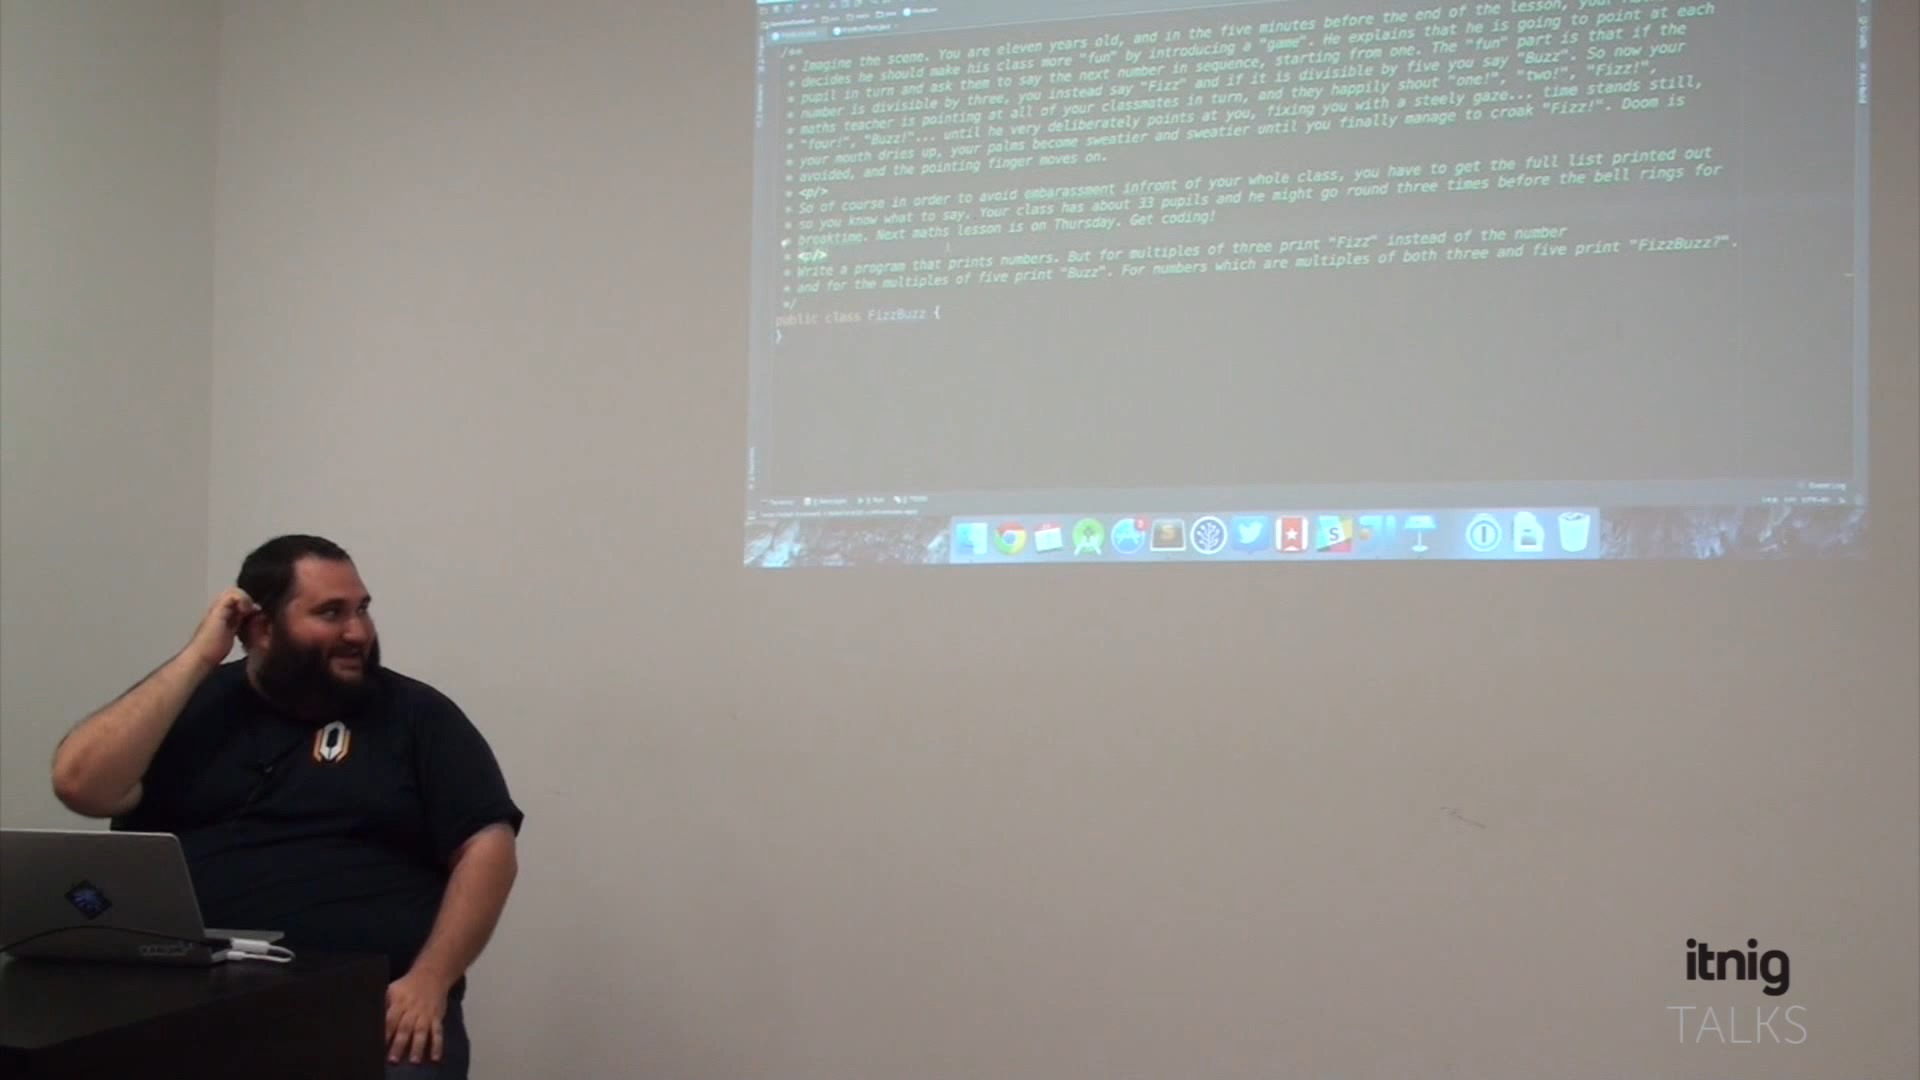 /**
* Imagine the scene. You are eleven years old, and in the five minutes before the end of the lesson, your
* decides he should make his class more "fun" by introducing a "game". He explains that he is going to point at each
* pupil in turn and ask them to say the next number in sequence, starting from one. The "fun" part is that if the
* number is divisible by three, you instead say "Fizz" and if it is divisible by five you say "Buzz". So now your
* maths teacher is pointing at all of your classmates in turn, and they happily shout "one!", "two!", "Fizz!",
* "four!", "Buzz!"... until he very deliberately points at you, fixing you with a steely gaze... time stands still,
* your mouth dries up, your palms become sweatier and sweatier until you finally manage to croak "Fizz!". Doom is
* avoided, and the pointing finger moves on.
* <p/>
* So of course in order to avoid embarassment infront of your whole class, you have to get the full list printed out
* so you know what to say. Your class has about 33 pupils and he might go round three times before the bell rings for
* breaktime. Next maths lesson is on Thursday. Get coding!
* <p/>
* Write a program that prints numbers. But for multiples of three print "Fizz" instead of the number
* and for the multiples of five print "Buzz". For numbers which are multiples of both three and five print "FizzBuzz?".
*/
public class FizzBuzz {
}
itnig
TALKS